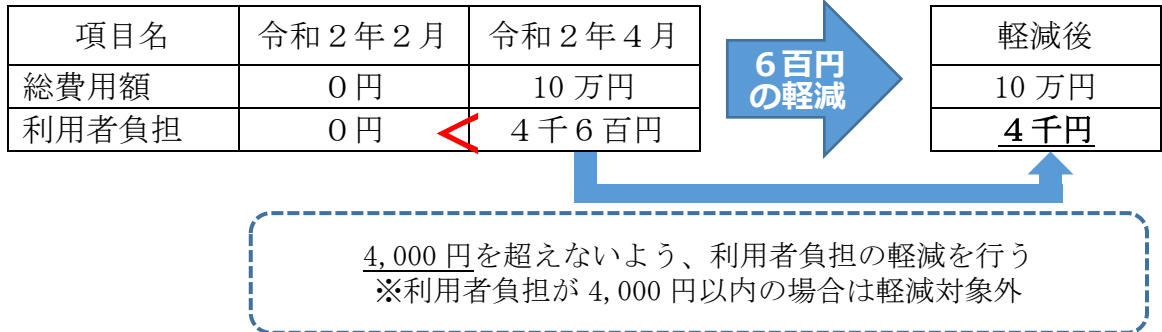 項目名 令和２年２月 令和２年４月
総費用額 ０円 10 万円
利用者負担 ０円 < ４千６百円
６百円
の軽減
軽減後
10 万円
４千円
4,000 円を超えないよう、利用者負担の軽減を行う
※利用者負担が 4,000 円以内の場合は軽減対象外